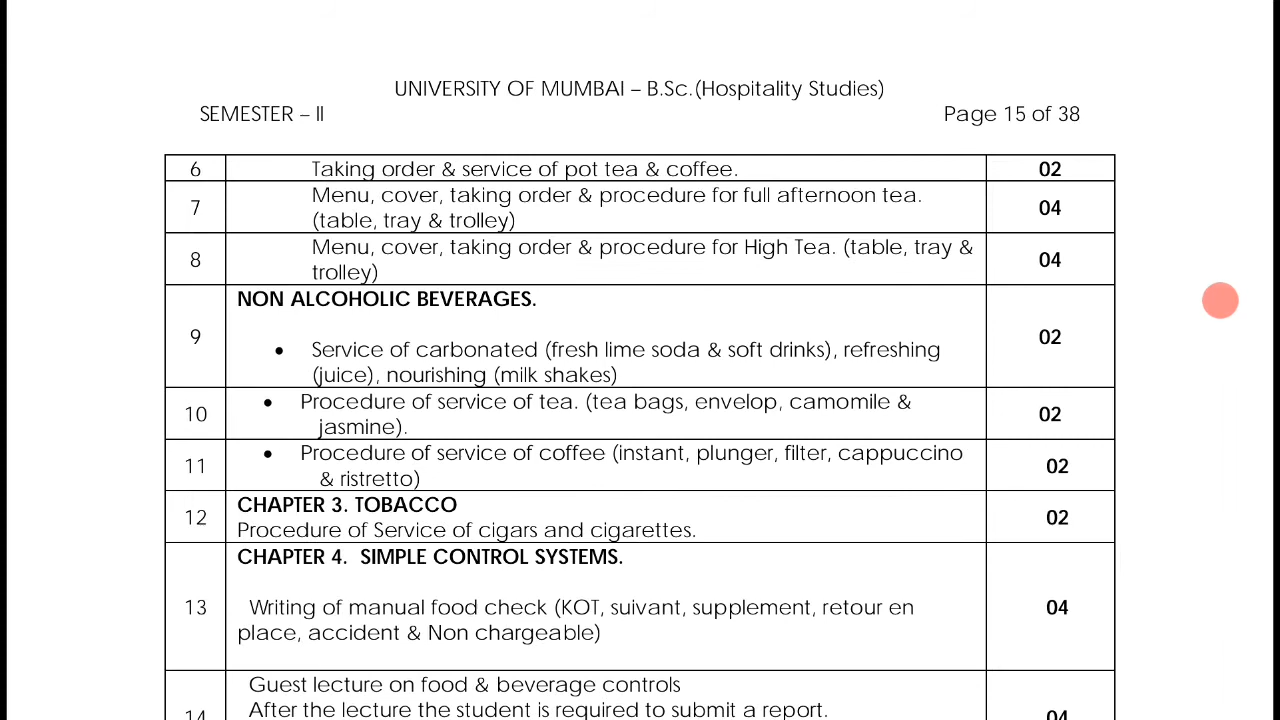 UNIVERSITY OF MUMBAI – B.Sc.(Hospitality Studies)
SEMESTER – II Page 15 of 38
6 Taking order & service of pot tea & coffee. 02
7 Menu, cover, taking order & procedure for full afternoon tea.
(table, tray & trolley) 04
8 Menu, cover, taking order & procedure for High Tea. (table, tray &
trolley) 04
NON ALCOHOLIC BEVERAGES.
9 • Service of carbonated (fresh lime soda & soft drinks), refreshing
(juice), nourishing (milk shakes) 02
10 • Procedure of service of tea. (tea bags, envelop, camomile &
jasmine). 02
11 • Procedure of service of coffee (instant, plunger, filter, cappuccino
& ristretto) 02
12 CHAPTER 3. TOBACCO
Procedure of Service of cigars and cigarettes. 02
CHAPTER 4. SIMPLE CONTROL SYSTEMS.
13 Writing of manual food check (KOT, suivant, supplement, retour en
place, accident & Non chargeable) 04
Guest lecture on food & beverage controls
14 After the lecture the student is required to submit a report. 04